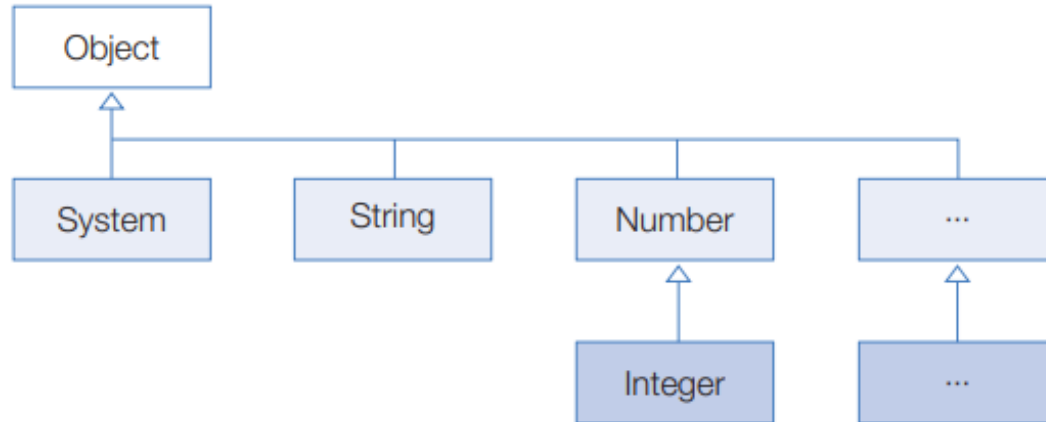 Object
System
String
Number
...
Integer
...